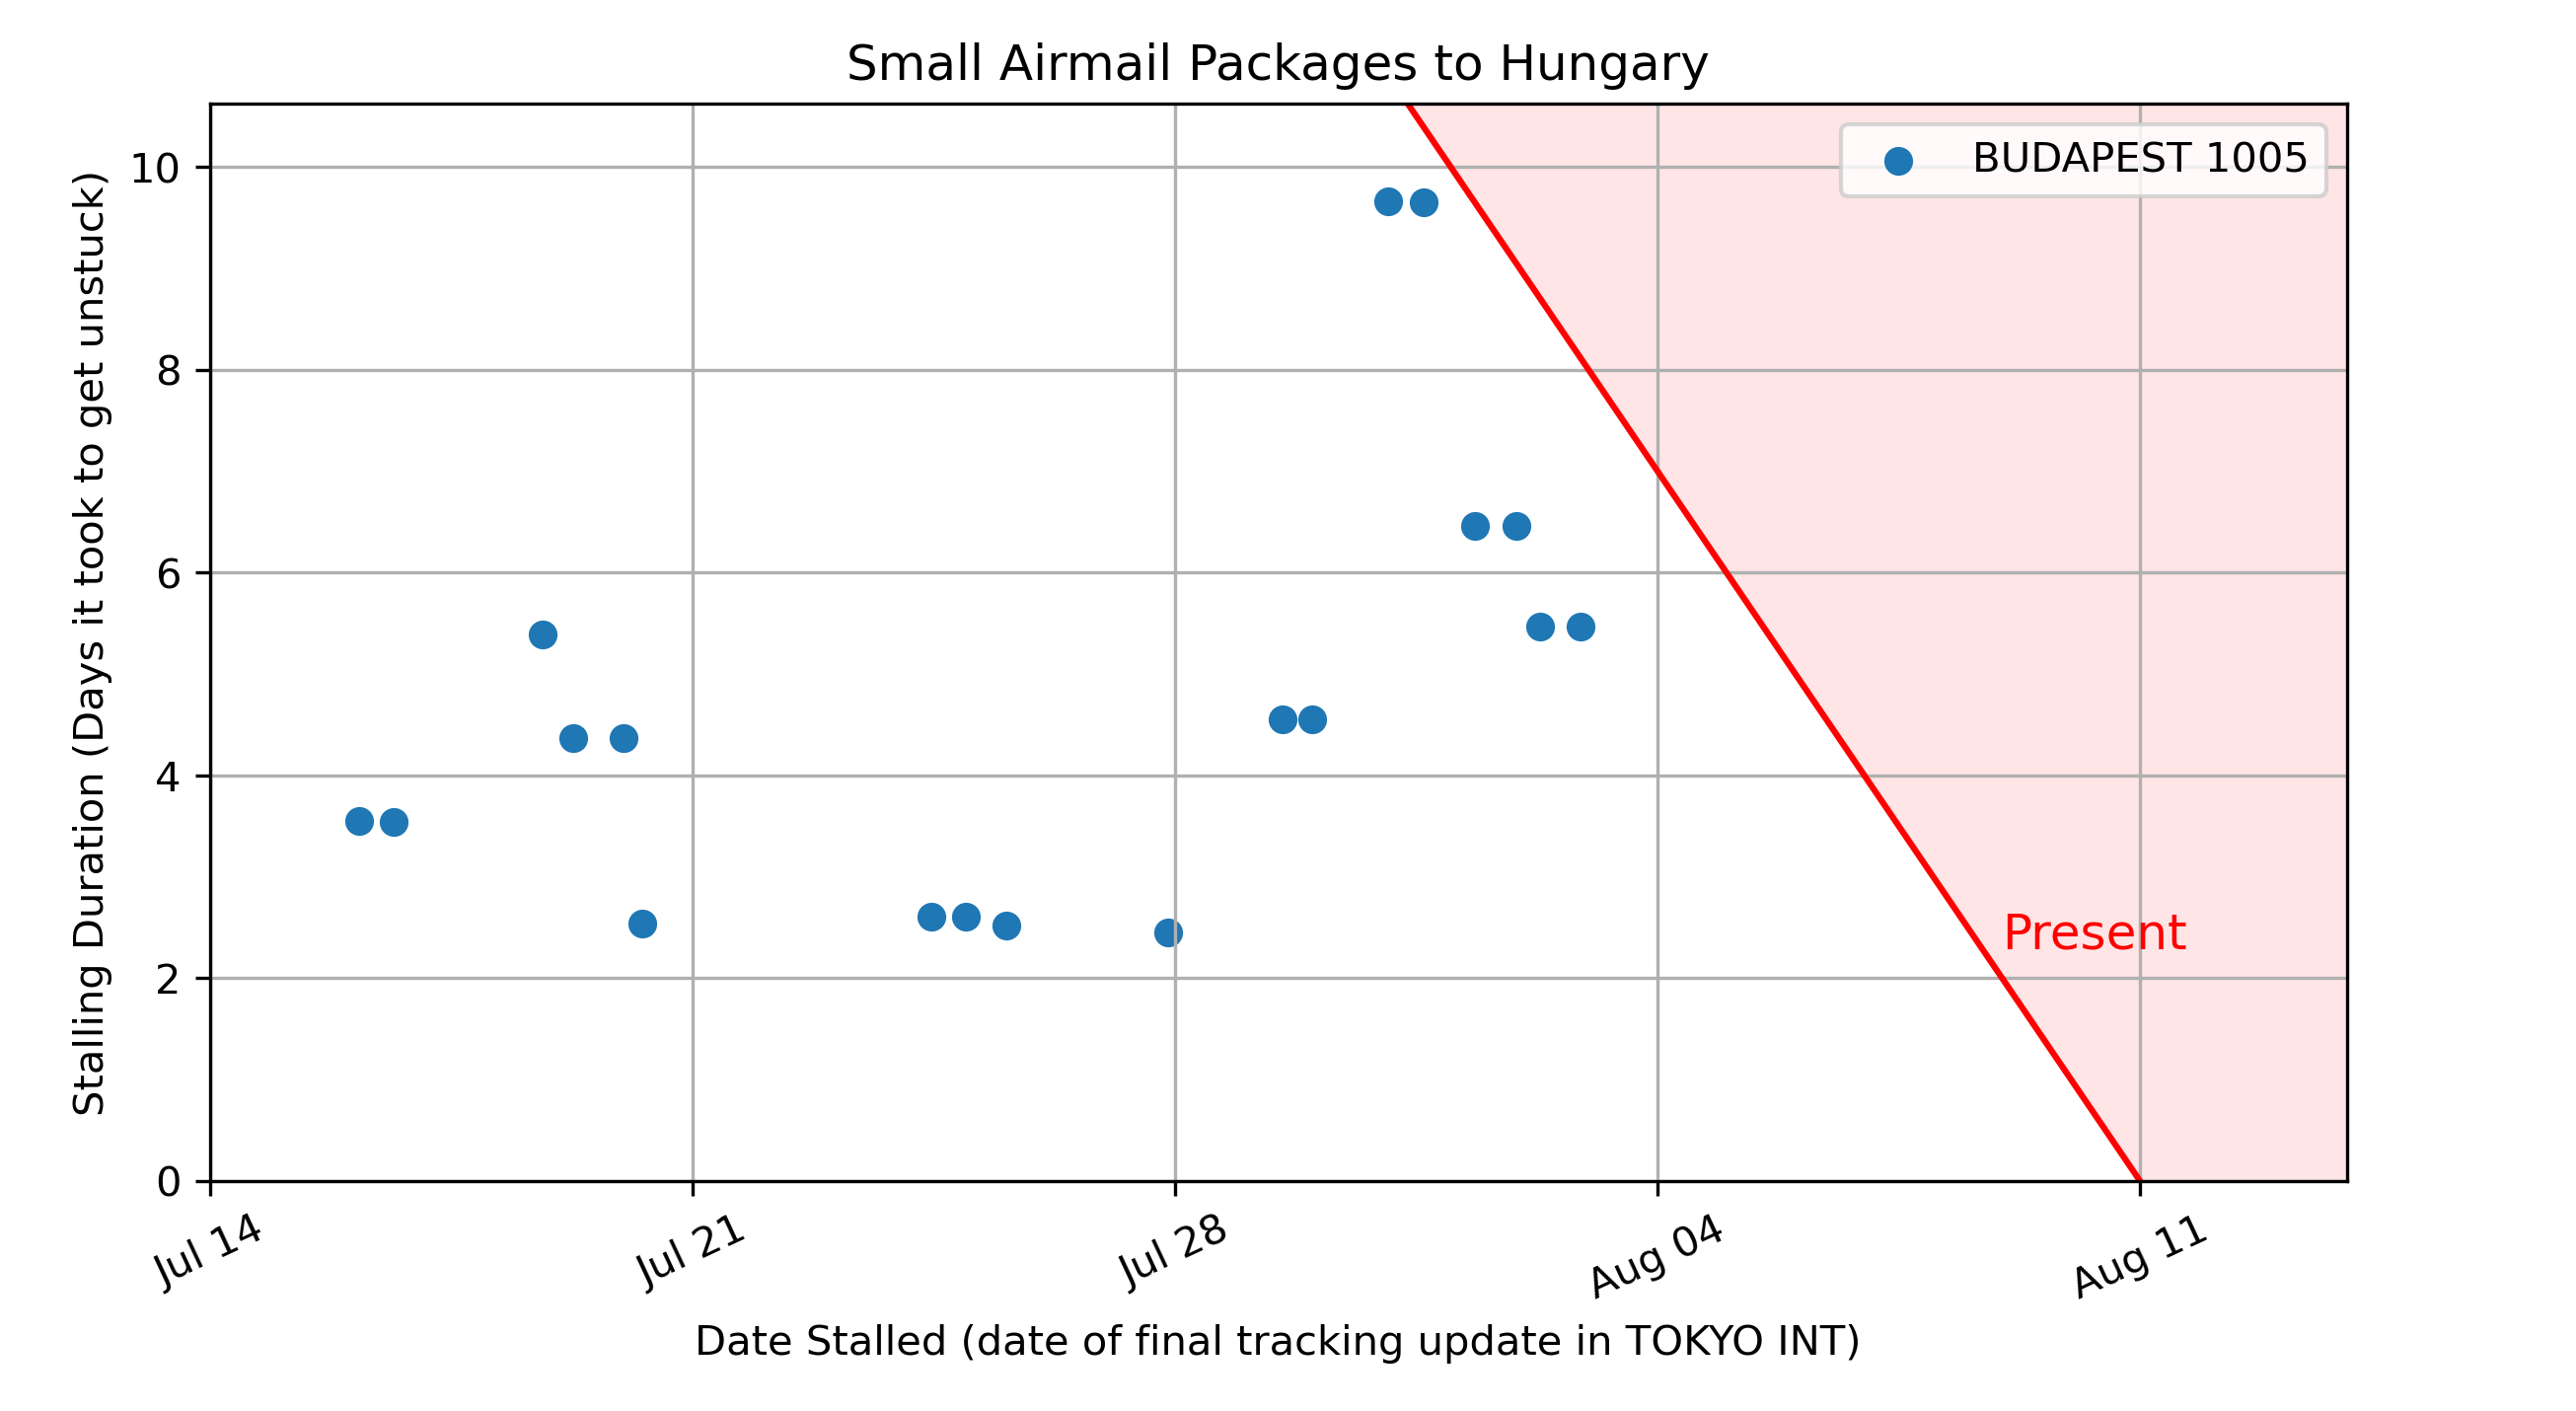 Small Airmail Packages to Hungary
BUDAPEST 1005
Stalling Duration (Days it took to get unstuck)
10
8
6
4
2
0
Present
Jul 14
Jul 21
Jul 28
Aug 04
Aug 11
Date Stalled (date of final tracking update in TOKYO INT)